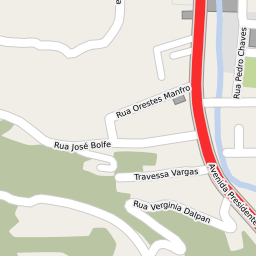 Rua Pedro Chaves
Rua Orestes Manfro
Rua José Bolfe
Travessa Vargas
Avenida Presidente
Rua Virgínia Dalpan